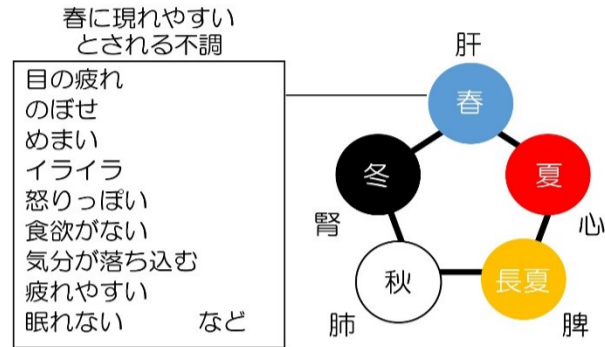 春に現れやすい
とされる不調
目の疲れ
のぼせ
めまい
イライラ
怒りっぽい
食欲がない
気分が落ち込む
疲れやすい
眠れない　　など
肝
春
冬
夏
腎
心
秋
長夏
肺
脾